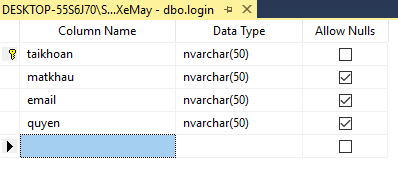 DESKTOP-55S6J70\S...XeMay - dbo.login
Column Name Data Type Allow Nulls
taikhoan nvarchar(50)
matkhau nvarchar(50)
email nvarchar(50)
quyen nvarchar(50)